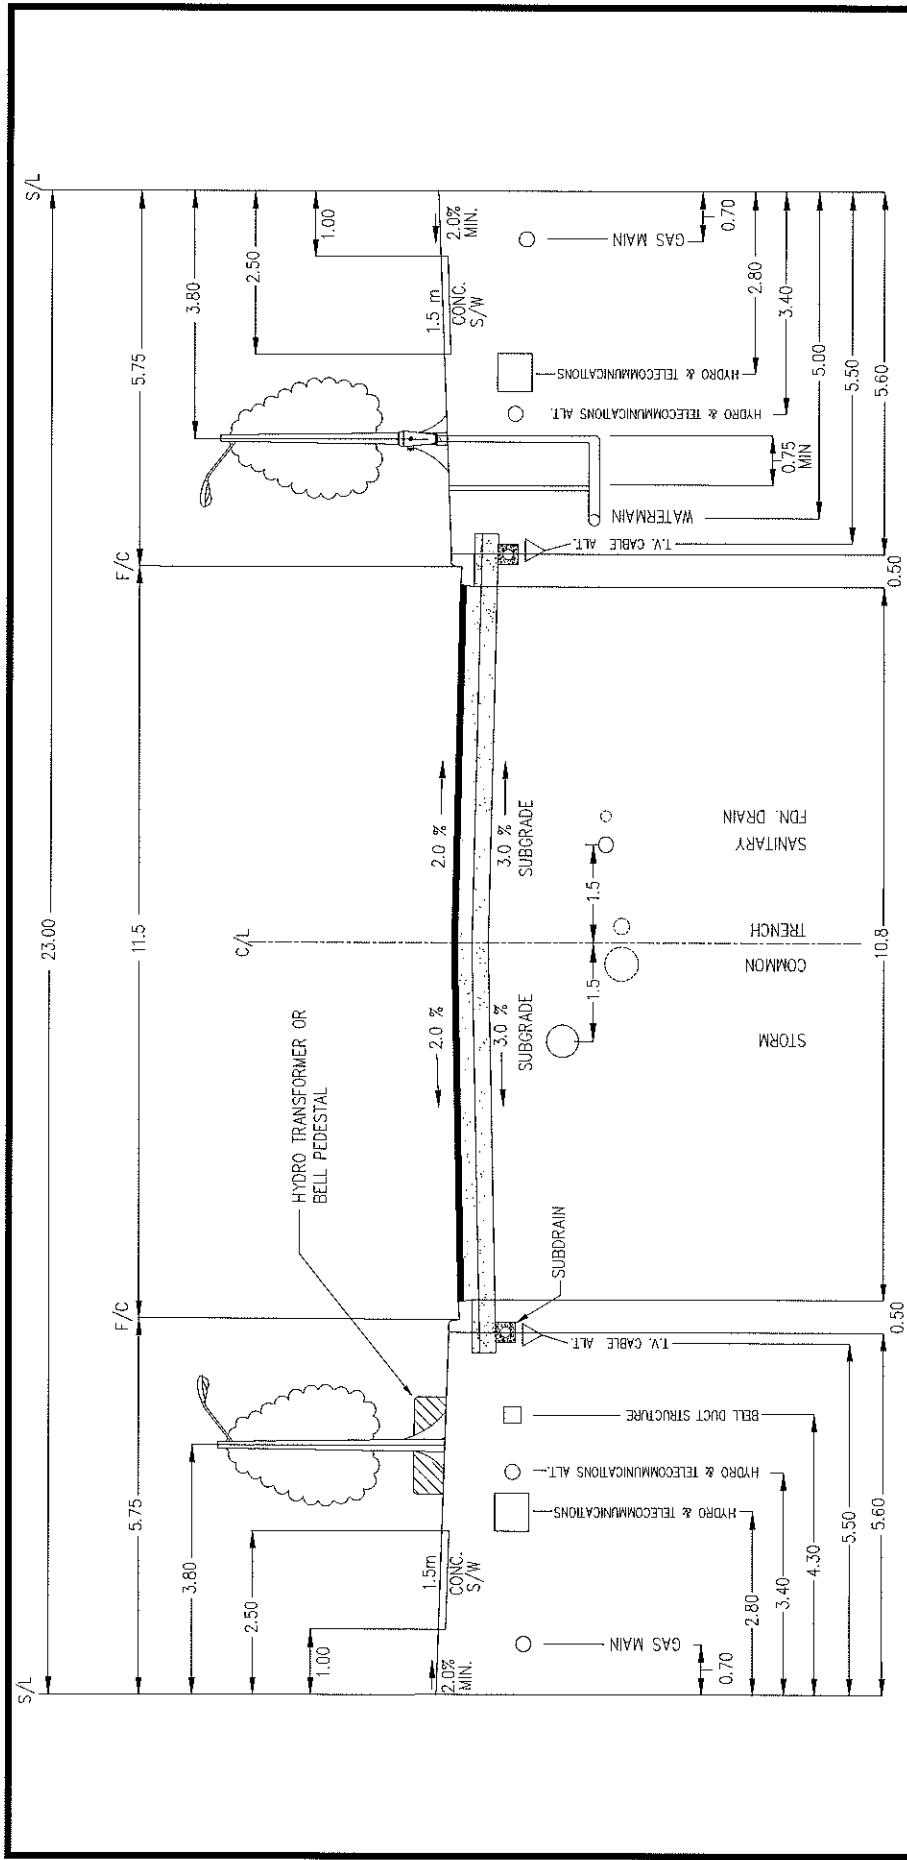 S/L
S/L
23.00
5.75
F/C
11.5
F/C
5.75
3.80
3.80
2.50
2.50
1.00
1.00
C/L
HYDRO TRANSFORMER OR
BELL PEDESTAL
2.0%
MIN.
1.5m
CONC.
S/W
2.0 %
2.0 %
1.5 m
CONC.
S/W
2.0%
MIN.
3.0 %
SUBGRADE
3.0 %
SUBGRADE
SUBDRAIN
GAS MAIN
HYDRO & TELECOMMUNICATIONS
HYDRO & TELECOMMUNICATIONS ALT.
BELL DUCT STRUCTURE
T.V. CABLE ALT.
1.5
1.5
STORM
COMMON
TRENCH
SANITARY
FDN. DRAIN
T.V. CABLE ALT.
WATERMAIN
HYDRO & TELECOMMUNICATIONS ALT.
HYDRO & TELECOMMUNICATIONS
GAS MAIN
0.70
2.80
3.40
4.30
5.50
5.60
0.50
10.8
0.50
0.75
MIN
0.70
2.80
3.40
5.00
5.50
5.60